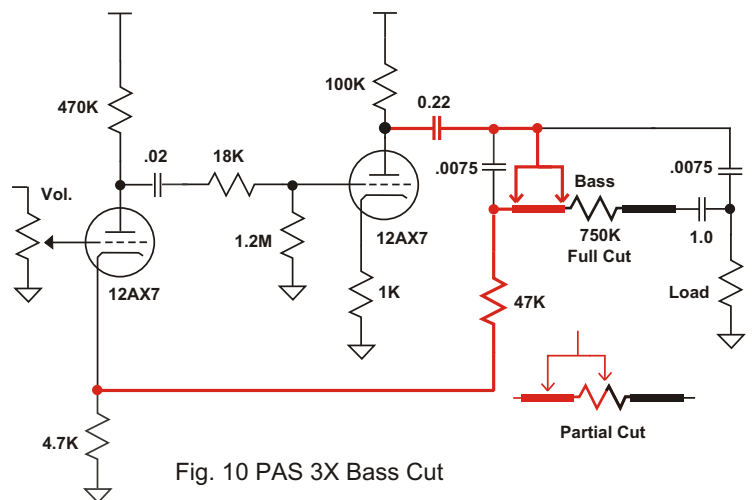 100K
0.22
470K
.02
18K
.0075
.0075
Vol.
Bass
12AX7
1.2M
750K
1.0
Full Cut
12AX7
1K
47K
Load
4.7K
Partial Cut
Fig. 10 PAS 3X Bass Cut